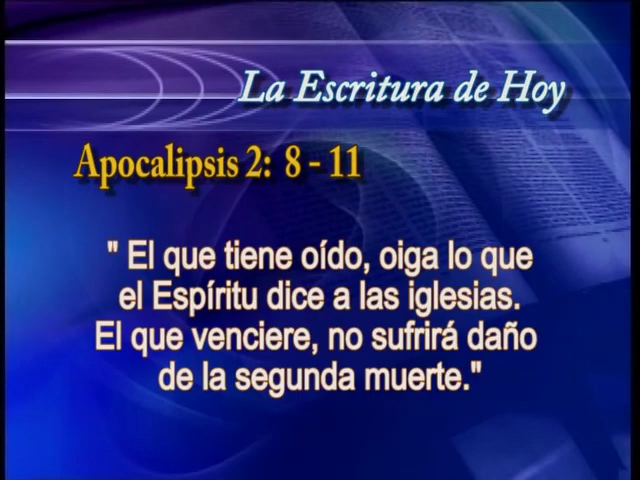 La Escritura de Hoy
Apocalipsis 2: 8 - 11
" El que tiene oído, oiga lo que
el Espíritu dice a las iglesias.
El que venciere, no sufrirá daño
de la segunda muerte."